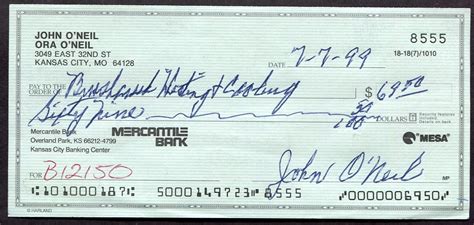 JOHN O'NEIL 8555
ORA O'NEIL
3049 EAST 32ND ST 7-7-99 18-18(7)/1010
KANSAS CITY, MO 64128
PAY TO THE ORDER OF Heating & Cooling $ 69.50
Sixty Nine 50/100
Mercantile Bank
Overland Park, KS 66212-4799
Kansas City Banking Center
MERCANTILE BANK
MESA
FOR B12150 John O'Neil MP
⑆101000187⑆ 5000149723⑈8555 ⑈0000006950⑈
© HARLAND